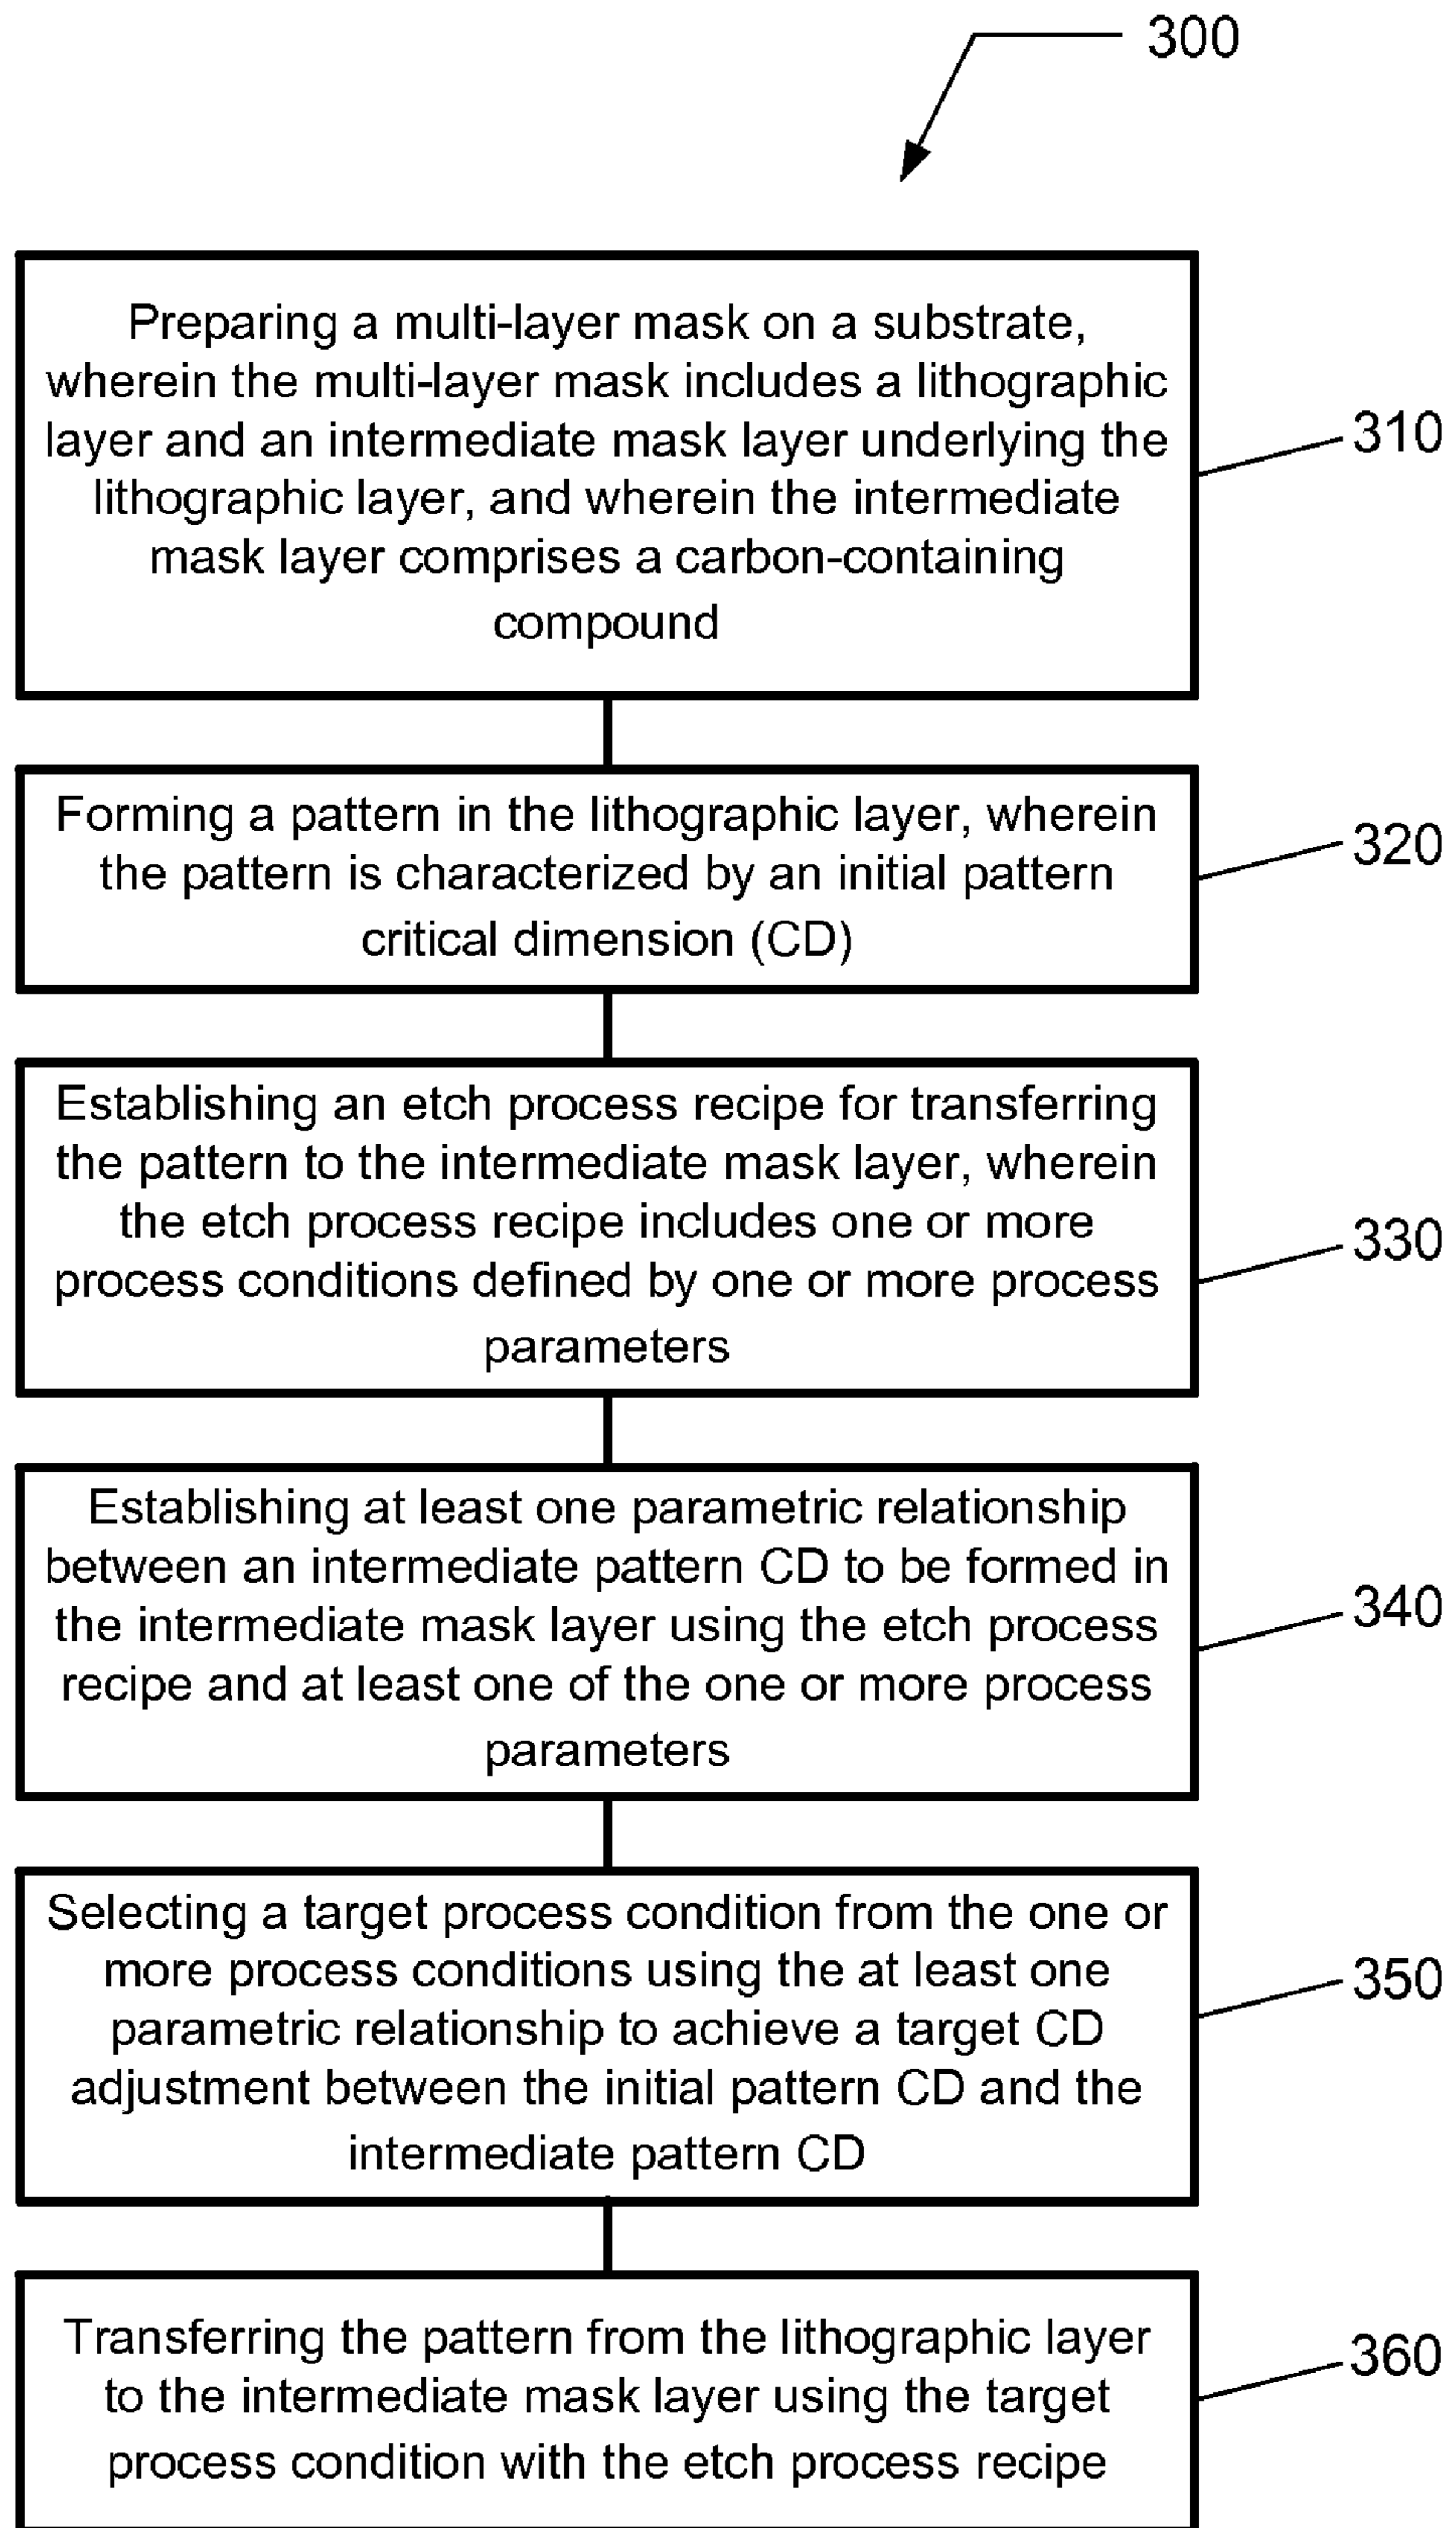 300
Preparing a multi-layer mask on a substrate,
wherein the multi-layer mask includes a lithographic
layer and an intermediate mask layer underlying the
lithographic layer, and wherein the intermediate
mask layer comprises a carbon-containing
compound
310
Forming a pattern in the lithographic layer, wherein
the pattern is characterized by an initial pattern
critical dimension (CD)
320
Establishing an etch process recipe for transferring
the pattern to the intermediate mask layer, wherein
the etch process recipe includes one or more
process conditions defined by one or more process
parameters
330
Establishing at least one parametric relationship
between an intermediate pattern CD to be formed in
the intermediate mask layer using the etch process
recipe and at least one of the one or more process
parameters
340
Selecting a target process condition from the one or
more process conditions using the at least one
parametric relationship to achieve a target CD
adjustment between the initial pattern CD and the
intermediate pattern CD
350
Transferring the pattern from the lithographic layer
to the intermediate mask layer using the target
process condition with the etch process recipe
360